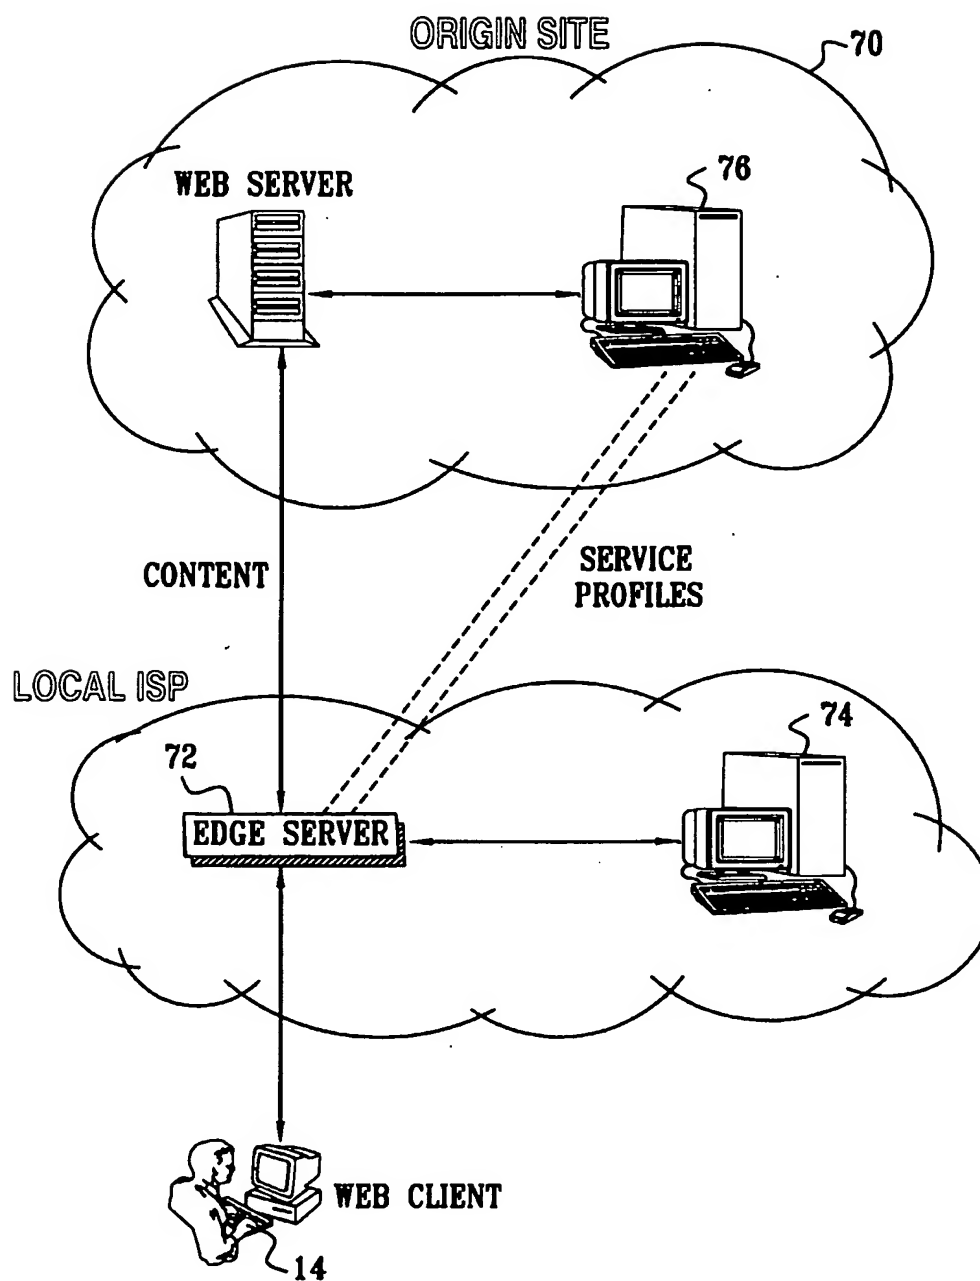 ORIGIN SITE
70
WEB SERVER
76
CONTENT
SERVICE
PROFILES
LOCAL ISP
74
72
EDGE SERVER
WEB CLIENT
14